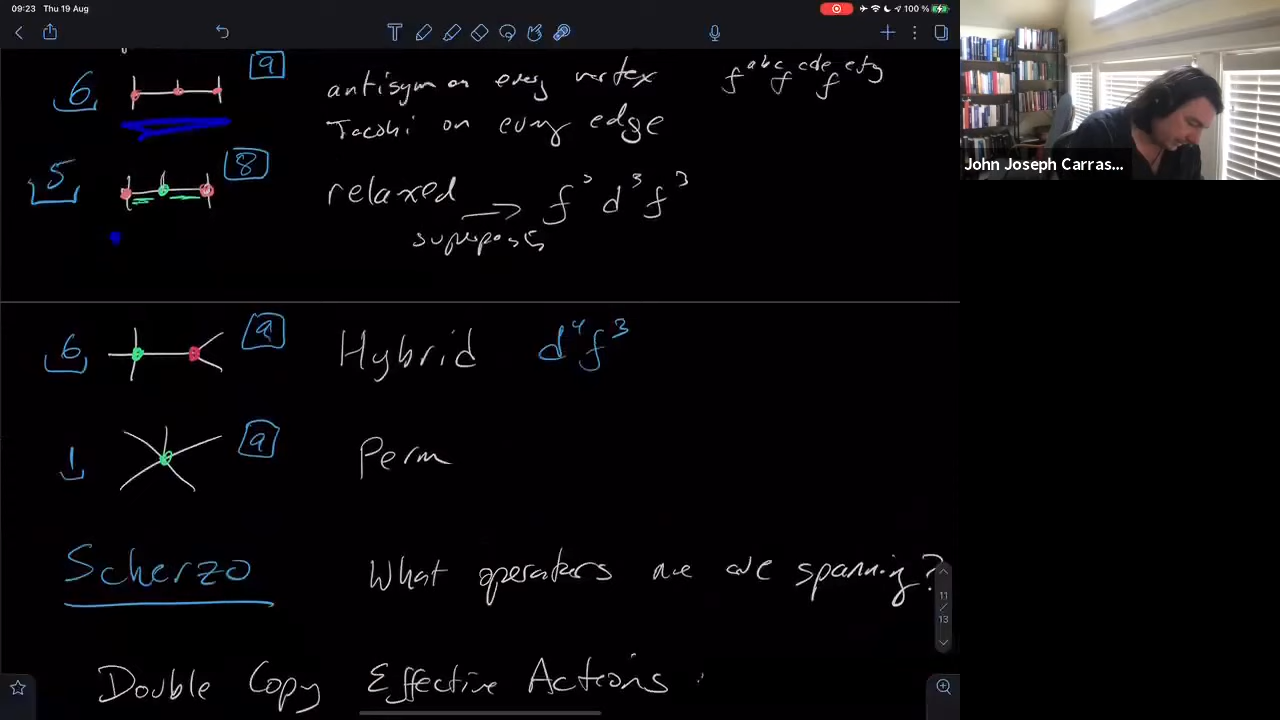 09:23 Thu 19 Aug
100 %
6
9
antisym on every vertex
f^abc f^cde f^efg
Jacobi on every edge
5
8
relaxed
f^3 d^3 f^3
6
9
Hybrid d^4 f^3
1
9
Perm
Scherzo
What operators are we spanning?
11
/
13
Double Copy Effective Actions
John Joseph Carras...